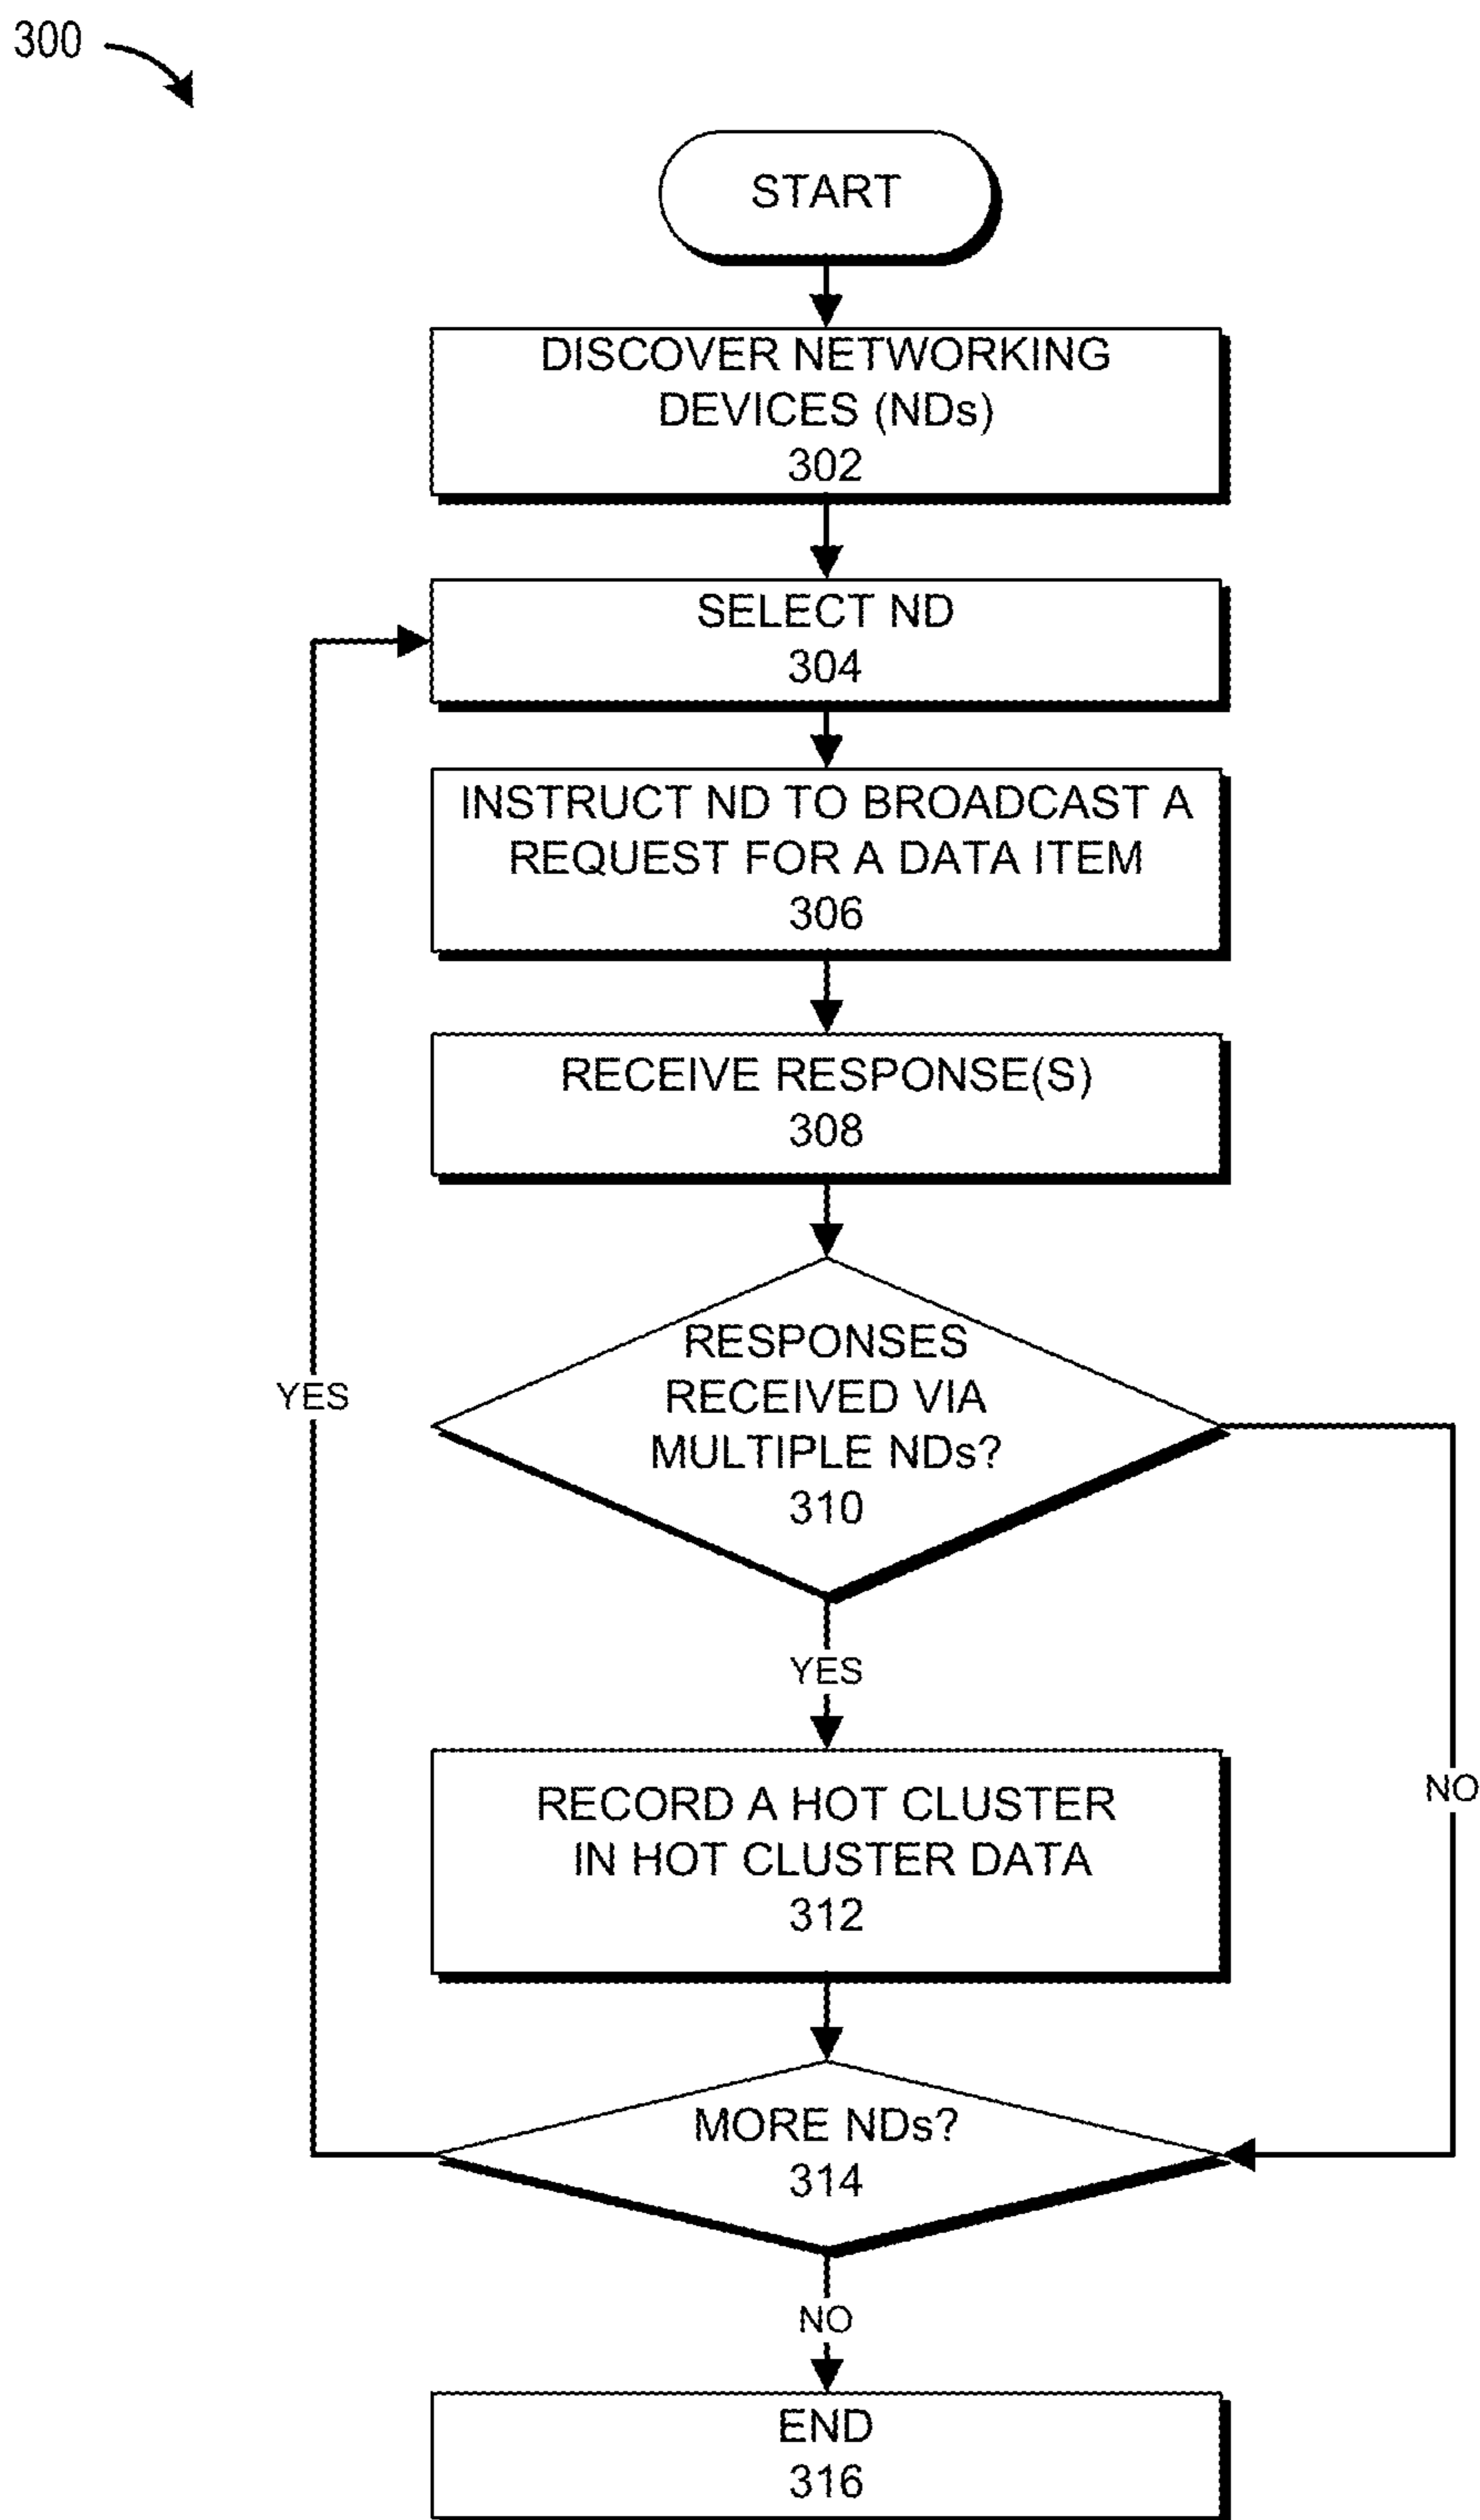 300
START
DISCOVER NETWORKING
DEVICES (NDs)
302
SELECT ND
304
INSTRUCT ND TO BROADCAST A
REQUEST FOR A DATA ITEM
306
RECEIVE RESPONSE(S)
308
RESPONSES
RECEIVED VIA
MULTIPLE NDs?
310
YES
YES
RECORD A HOT CLUSTER
IN HOT CLUSTER DATA
312
NO
MORE NDs?
314
NO
END
316